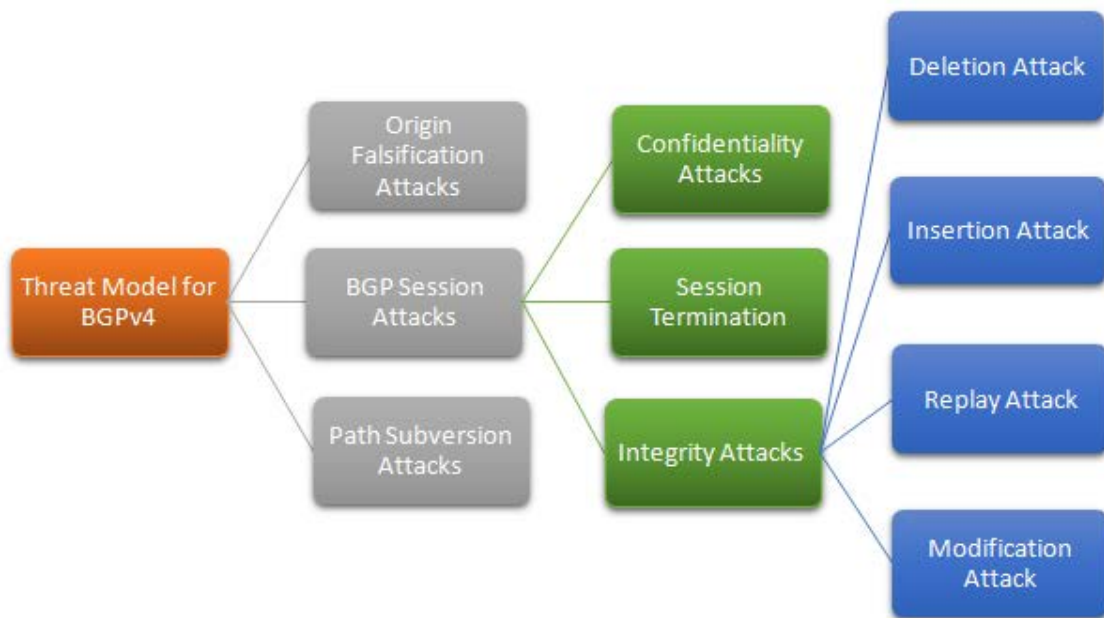 Threat Model for
BGPv4
Origin
Falsification
Attacks
BGP Session
Attacks
Path Subversion
Attacks
Confidentiality
Attacks
Session
Termination
Integrity Attacks
Deletion Attack
Insertion Attack
Replay Attack
Modification
Attack